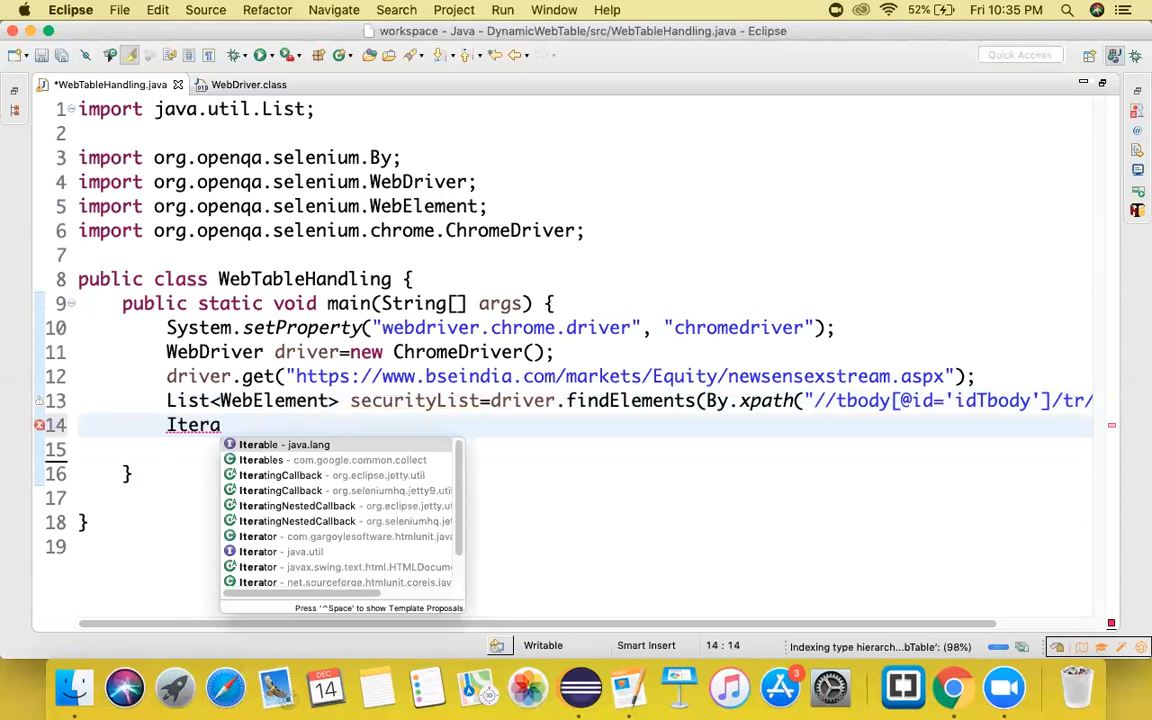 Eclipse File Edit Source Refactor Navigate Search Project Run Window Help 52% Fri 10:35 PM
workspace - Java - DynamicWebTable/src/WebTableHandling.java - Eclipse
Quick Access
*WebTableHandling.java WebDriver.class
1 import java.util.List;
2
3 import org.openqa.selenium.By;
4 import org.openqa.selenium.WebDriver;
5 import org.openqa.selenium.WebElement;
6 import org.openqa.selenium.chrome.ChromeDriver;
7
8 public class WebTableHandling {
9 public static void main(String[] args) {
10 System.setProperty("webdriver.chrome.driver", "chromedriver");
11 WebDriver driver=new ChromeDriver();
12 driver.get("https://www.bseindia.com/markets/Equity/newsensexstream.aspx");
13 List<WebElement> securityList=driver.findElements(By.xpath("//tbody[@id='idTbody']/tr/
14 Itera
Iterable - java.lang
15
Iterables - com.google.common.collect
IteratingCallback - org.eclipse.jetty.util
16 }
IteratingCallback - org.seleniumhq.jetty9.uti
17
IteratingNestedCallback - org.eclipse.jetty.u
18 }
IteratingNestedCallback - org.seleniumhq.jet
Iterator - com.gargoylesoftware.htmlunit.java
19
Iterator - java.util
Iterator - javax.swing.text.html.HTMLDocum
Iterator - net.sourceforge.htmlunit.corejs.jav
Press '^Space' to show Template Proposals
Writable Smart Insert 14 : 14 Indexing type hierarch...bTable': (98%)
DEC
14
3